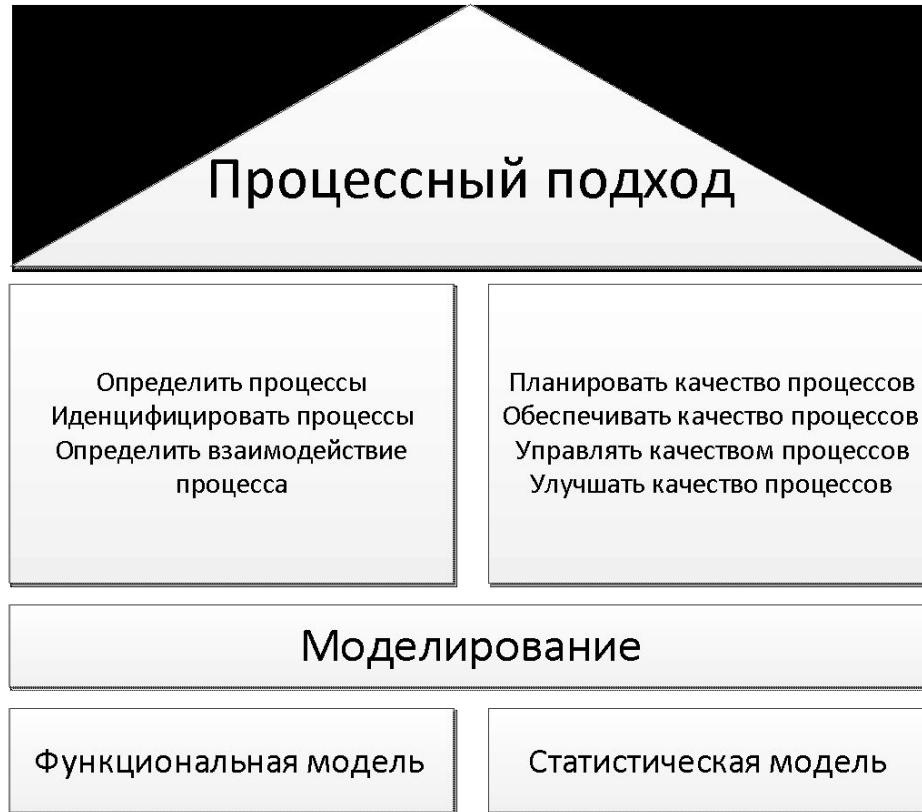 Процессный подход
Определить процессы
Иденцифицировать процессы
Определить взаимодействие
процесса
Планировать качество процессов
Обеспечивать качество процессов
Управлять качеством процессов
Улучшать качество процессов
Моделирование
Функциональная модель
Статистическая модель